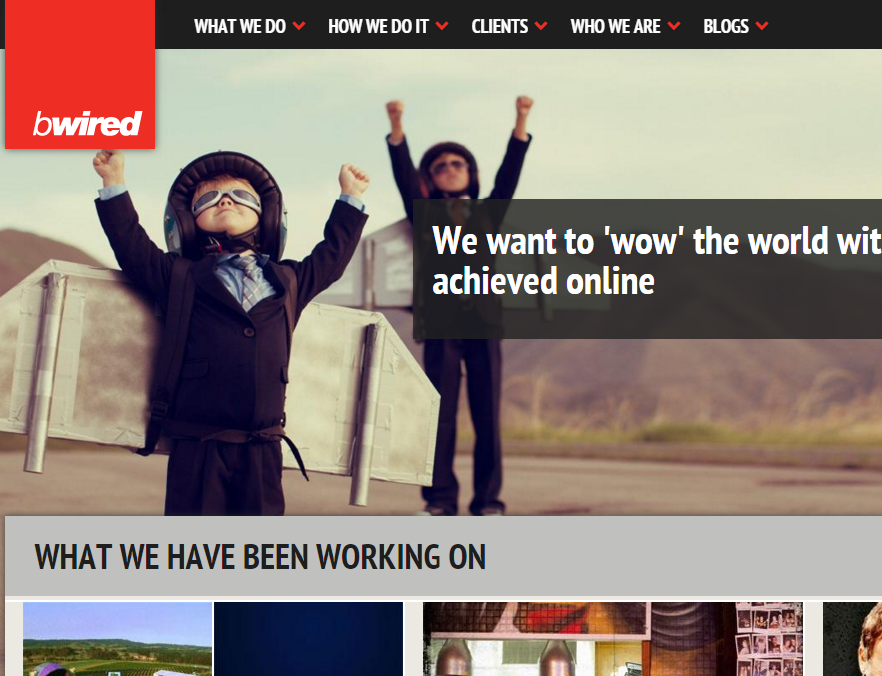 WHAT WE DO HOW WE DO IT CLIENTS WHO WE ARE BLOGS
bwired
We want to 'wow' the world wit
achieved online
WHAT WE HAVE BEEN WORKING ON